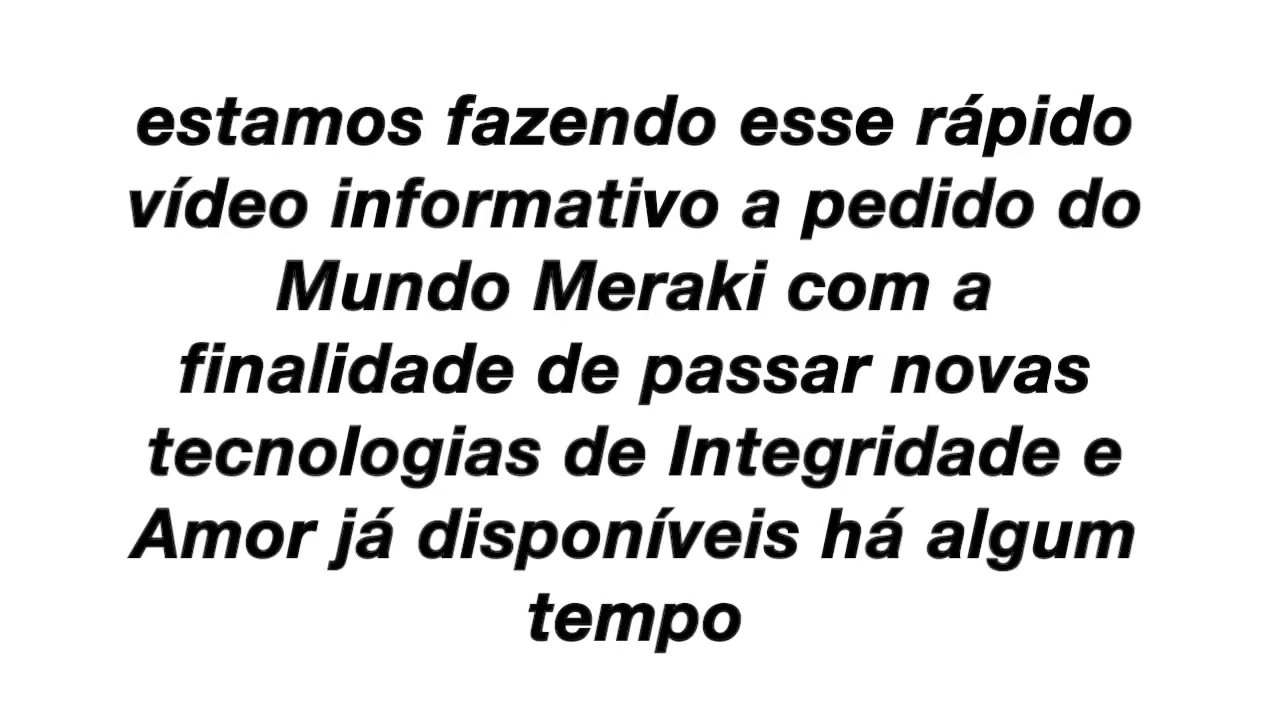 estamos fazendo esse rápido
vídeo informativo a pedido do
Mundo Meraki com a
finalidade de passar novas
tecnologias de Integridade e
Amor já disponíveis há algum
tempo